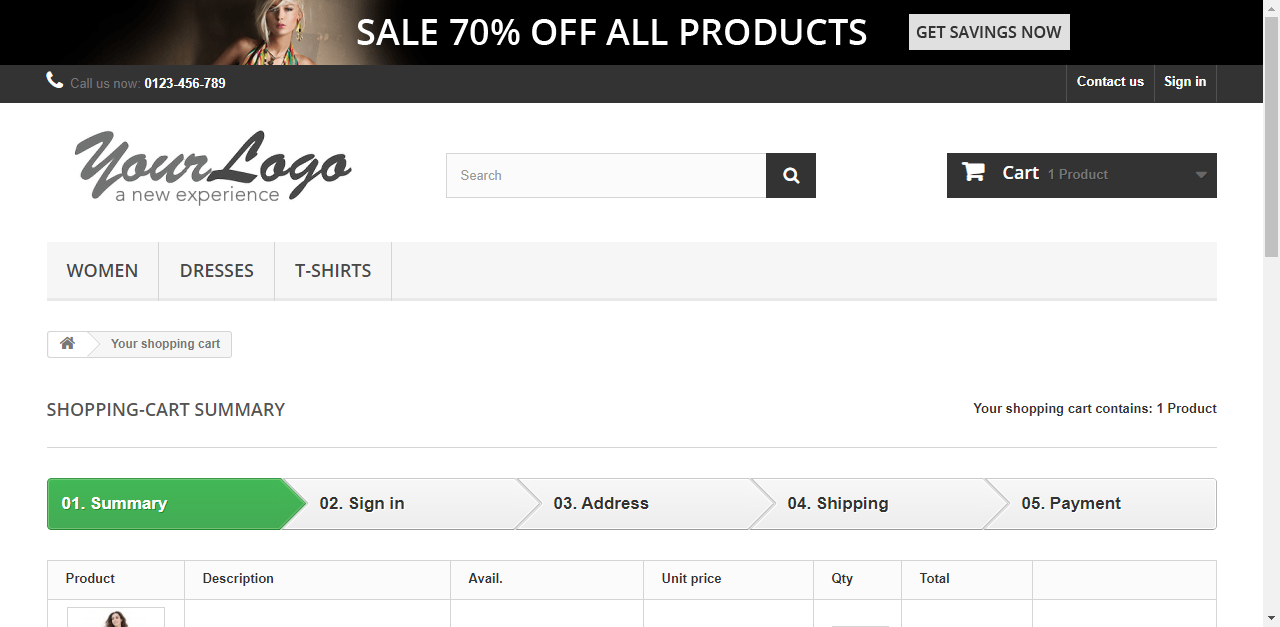 SALE 70% OFF ALL PRODUCTS GET SAVINGS NOW
Call us now: 0123-456-789 Contact us Sign in
Your Logo
a new experience
Search
Cart 1 Product
WOMEN DRESSES T-SHIRTS
Your shopping cart
SHOPPING-CART SUMMARY Your shopping cart contains: 1 Product
01. Summary 02. Sign in 03. Address 04. Shipping 05. Payment
Product Description Avail. Unit price Qty Total